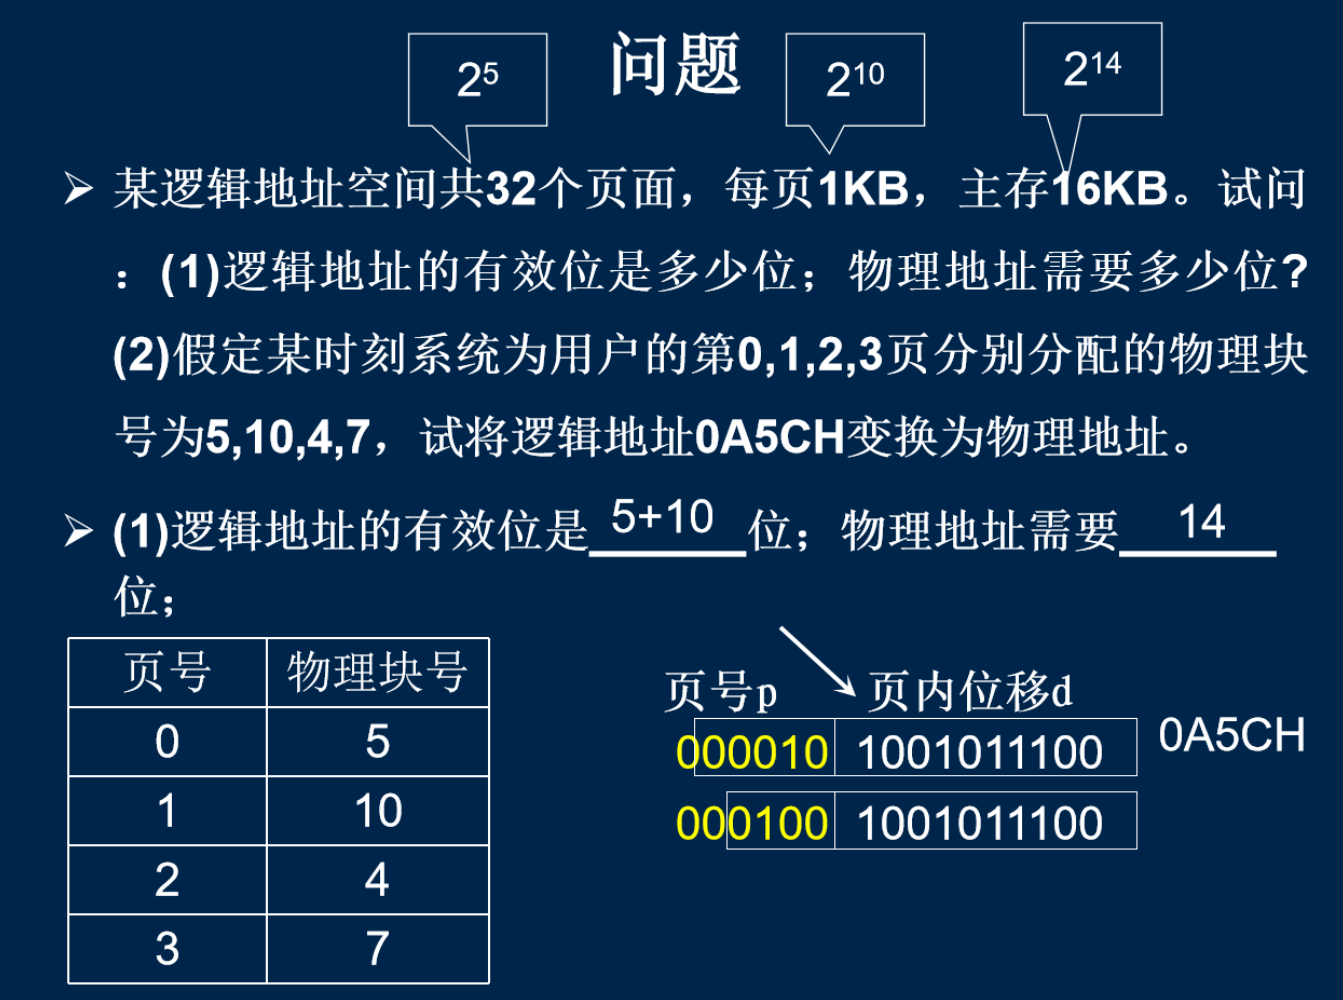 问题
2⁵
2¹⁰
2¹⁴
➢ 某逻辑地址空间共32个页面，每页1KB，主存16KB。试问
：(1)逻辑地址的有效位是多少位；物理地址需要多少位?
(2)假定某时刻系统为用户的第0,1,2,3页分别分配的物理块
号为5,10,4,7，试将逻辑地址0A5CH变换为物理地址。
➢ (1)逻辑地址的有效位是 5+10 位；物理地址需要 14
位；
页号 物理块号
0 5
1 10
2 4
3 7
页号p 页内位移d
000010 1001011100 0A5CH
000100 1001011100